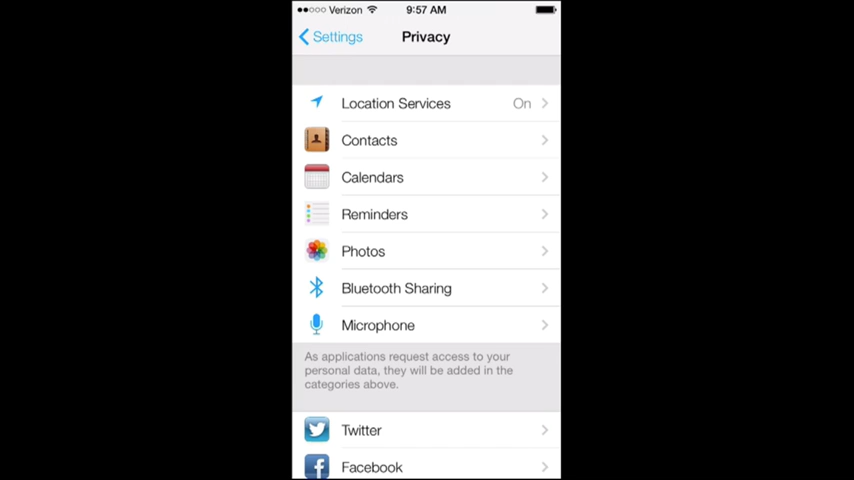 Verizon 9:57 AM
Settings Privacy
Location Services On
Contacts
Calendars
Reminders
Photos
Bluetooth Sharing
Microphone
As applications request access to your
personal data, they will be added in the
categories above.
Twitter
Facebook